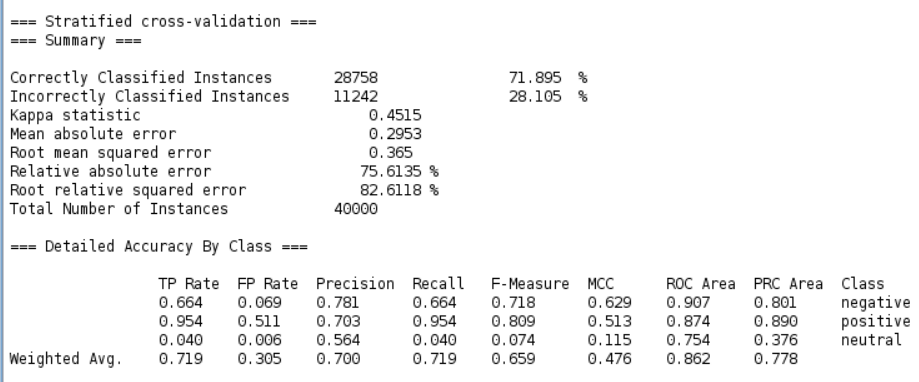 === Stratified cross-validation ===
=== Summary ===
Correctly Classified Instances 28758 71.895 %
Incorrectly Classified Instances 11242 28.105 %
Kappa statistic 0.4515
Mean absolute error 0.2953
Root mean squared error 0.365
Relative absolute error 75.6135 %
Root relative squared error 82.6118 %
Total Number of Instances 40000
=== Detailed Accuracy By Class ===
TP Rate FP Rate Precision Recall F-Measure MCC ROC Area PRC Area Class
0.664 0.069 0.781 0.664 0.718 0.629 0.907 0.801 negative
0.954 0.511 0.703 0.954 0.809 0.513 0.874 0.890 positive
0.040 0.006 0.564 0.040 0.074 0.115 0.754 0.376 neutral
Weighted Avg. 0.719 0.305 0.700 0.719 0.659 0.476 0.862 0.778